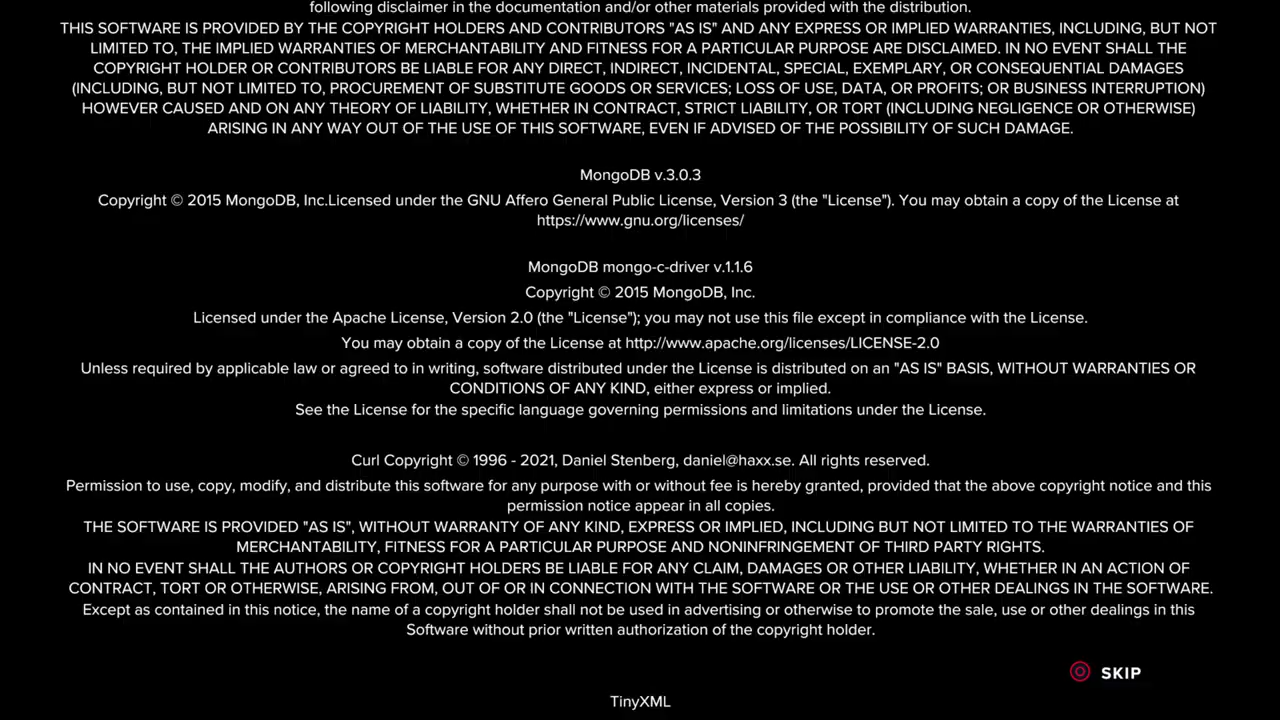 following disclaimer in the documentation and/or other materials provided with the distribution.
THIS SOFTWARE IS PROVIDED BY THE COPYRIGHT HOLDERS AND CONTRIBUTORS "AS IS" AND ANY EXPRESS OR IMPLIED WARRANTIES, INCLUDING, BUT NOT
LIMITED TO, THE IMPLIED WARRANTIES OF MERCHANTABILITY AND FITNESS FOR A PARTICULAR PURPOSE ARE DISCLAIMED. IN NO EVENT SHALL THE
COPYRIGHT HOLDER OR CONTRIBUTORS BE LIABLE FOR ANY DIRECT, INDIRECT, INCIDENTAL, SPECIAL, EXEMPLARY, OR CONSEQUENTIAL DAMAGES
(INCLUDING, BUT NOT LIMITED TO, PROCUREMENT OF SUBSTITUTE GOODS OR SERVICES; LOSS OF USE, DATA, OR PROFITS; OR BUSINESS INTERRUPTION)
HOWEVER CAUSED AND ON ANY THEORY OF LIABILITY, WHETHER IN CONTRACT, STRICT LIABILITY, OR TORT (INCLUDING NEGLIGENCE OR OTHERWISE)
ARISING IN ANY WAY OUT OF THE USE OF THIS SOFTWARE, EVEN IF ADVISED OF THE POSSIBILITY OF SUCH DAMAGE.
MongoDB v.3.0.3
Copyright © 2015 MongoDB, Inc.Licensed under the GNU Affero General Public License, Version 3 (the "License"). You may obtain a copy of the License at
https://www.gnu.org/licenses/
MongoDB mongo-c-driver v.1.1.6
Copyright © 2015 MongoDB, Inc.
Licensed under the Apache License, Version 2.0 (the "License"); you may not use this file except in compliance with the License.
You may obtain a copy of the License at http://www.apache.org/licenses/LICENSE-2.0
Unless required by applicable law or agreed to in writing, software distributed under the License is distributed on an "AS IS" BASIS, WITHOUT WARRANTIES OR
CONDITIONS OF ANY KIND, either express or implied.
See the License for the specific language governing permissions and limitations under the License.
Curl Copyright © 1996 - 2021, Daniel Stenberg, daniel@haxx.se. All rights reserved.
Permission to use, copy, modify, and distribute this software for any purpose with or without fee is hereby granted, provided that the above copyright notice and this
permission notice appear in all copies.
THE SOFTWARE IS PROVIDED "AS IS", WITHOUT WARRANTY OF ANY KIND, EXPRESS OR IMPLIED, INCLUDING BUT NOT LIMITED TO THE WARRANTIES OF
MERCHANTABILITY, FITNESS FOR A PARTICULAR PURPOSE AND NONINFRINGEMENT OF THIRD PARTY RIGHTS.
IN NO EVENT SHALL THE AUTHORS OR COPYRIGHT HOLDERS BE LIABLE FOR ANY CLAIM, DAMAGES OR OTHER LIABILITY, WHETHER IN AN ACTION OF
CONTRACT, TORT OR OTHERWISE, ARISING FROM, OUT OF OR IN CONNECTION WITH THE SOFTWARE OR THE USE OR OTHER DEALINGS IN THE SOFTWARE.
Except as contained in this notice, the name of a copyright holder shall not be used in advertising or otherwise to promote the sale, use or other dealings in this
Software without prior written authorization of the copyright holder.
SKIP
TinyXML